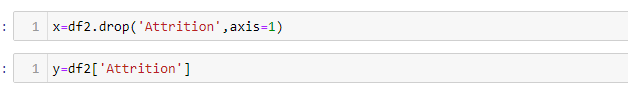 : 1 x=df2.drop('Attrition',axis=1)
: 1 y=df2['Attrition']